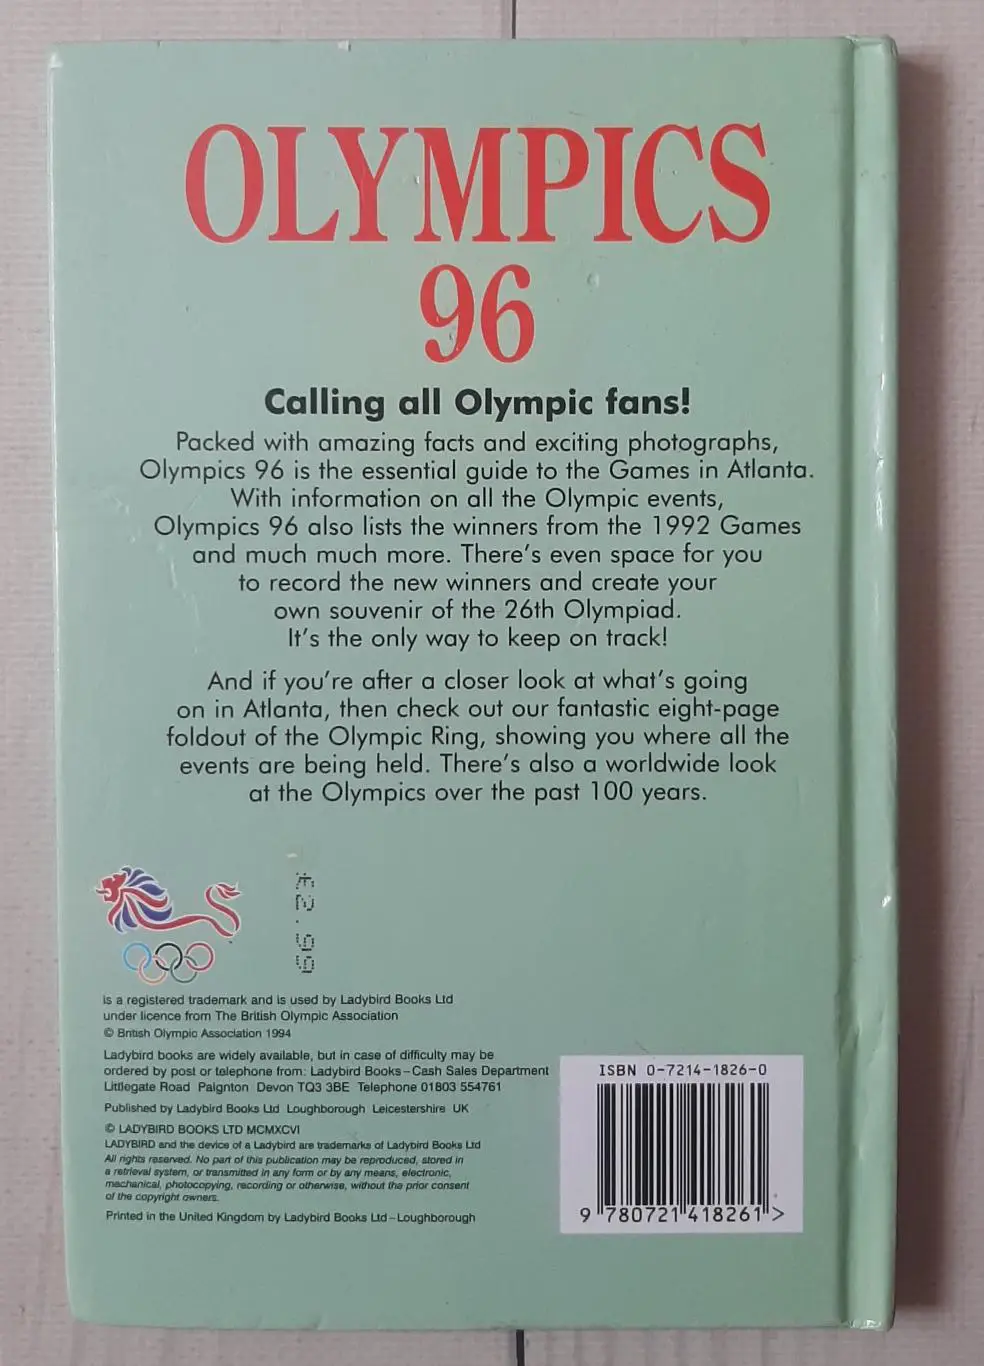 OLYMPICS
96
Calling all Olympic fans!
Packed with amazing facts and exciting photographs,
Olympics 96 is the essential guide to the Games in Atlanta.
With information on all the Olympic events,
Olympics 96 also lists the winners from the 1992 Games
and much much more. There's even space for you
to record the new winners and create your
own souvenir of the 26th Olympiad.
It's the only way to keep on track!
And if you're after a closer look at what's going
on in Atlanta, then check out our fantastic eight-page
foldout of the Olympic Ring, showing you where all the
events are being held. There's also a worldwide look
at the Olympics over the past 100 years.
£2.99
is a registered trademark and is used by Ladybird Books Ltd
under licence from The British Olympic Association
© British Olympic Association 1994
Ladybird books are widely available, but in case of difficulty may be
ordered by post or telephone from: Ladybird Books – Cash Sales Department
Littlegate Road Paignton Devon TQ3 3BE Telephone 01803 554761
Published by Ladybird Books Ltd Loughborough Leicestershire UK
© LADYBIRD BOOKS LTD MCMXCVI
LADYBIRD and the device of a Ladybird are trademarks of Ladybird Books Ltd
All rights reserved. No part of this publication may be reproduced, stored in
a retrieval system, or transmitted in any form or by any means, electronic,
mechanical, photocopying, recording or otherwise, without the prior consent
of the copyright owners.
Printed in the United Kingdom by Ladybird Books Ltd – Loughborough
ISBN 0-7214-1826-0
9 780721 418261 >